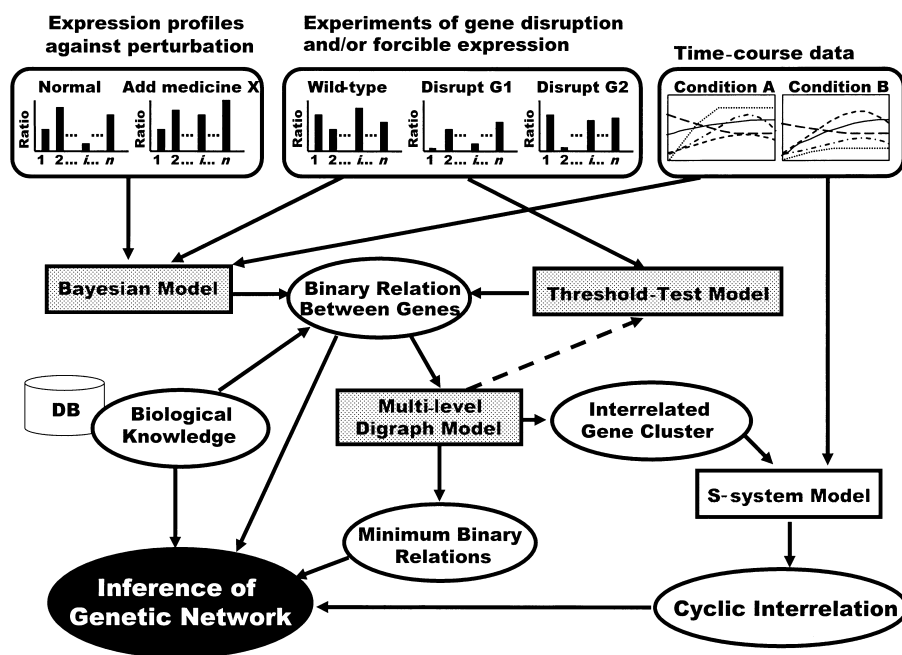 Expression profiles
against perturbation
Experiments of gene disruption
and/or forcible expression
Time-course data
Normal
Add medicine X
Ratio
... ...
1 2... i... n
Ratio
... ...
1 2... i... n
Wild-type
Disrupt G1
Disrupt G2
Ratio
... ...
1 2... i... n
Ratio
... ...
1 2... i... n
Ratio
... ...
1 2... i... n
Condition A
Condition B
Bayesian Model
Binary Relation
Between Genes
Threshold-Test Model
DB
Biological
Knowledge
Multi-level
Digraph Model
Interrelated
Gene Cluster
S-system Model
Minimum Binary
Relations
Inference of
Genetic Network
Cyclic Interrelation